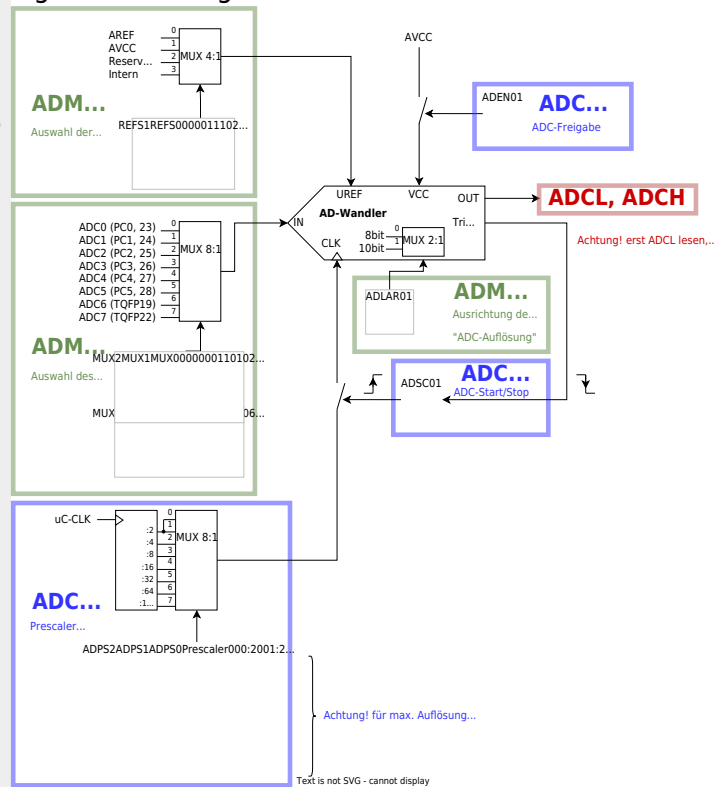 AREF
AVCC
Reserv...
Intern
0
1
2
3
MUX 4:1
ADM...
Auswahl der...
REFS1REFS0000011102...
AVCC
ADEN01
ADC...
ADC-Freigabe
UREF
VCC
OUT
IN
AD-Wandler
Tri...
CLK
8bit
10bit
0
1
MUX 2:1
ADCL, ADCH
Achtung! erst ADCL lesen,..
ADC0 (PC0, 23)
ADC1 (PC1, 24)
ADC2 (PC2, 25)
ADC3 (PC3, 26)
ADC4 (PC4, 27)
ADC5 (PC5, 28)
ADC6 (TQFP19)
ADC7 (TQFP22)
0
1
2
3
4
5
6
7
MUX 8:1
ADM...
Auswahl des...
MUX2MUX1MUX0000000110102...
MUX
06...
ADLAR01
ADM...
Ausrichtung de...
"ADC-Auflösung"
ADSC01
ADC...
ADC-Start/Stop
uC-CLK
:2
:4
:8
:16
:32
:64
:1...
0
1
2
3
4
5
6
7
MUX 8:1
ADC...
Prescaler...
ADPS2ADPS1ADPS0Prescaler000:2001:2...
Achtung! für max. Auflösung...
Text is not SVG - cannot display